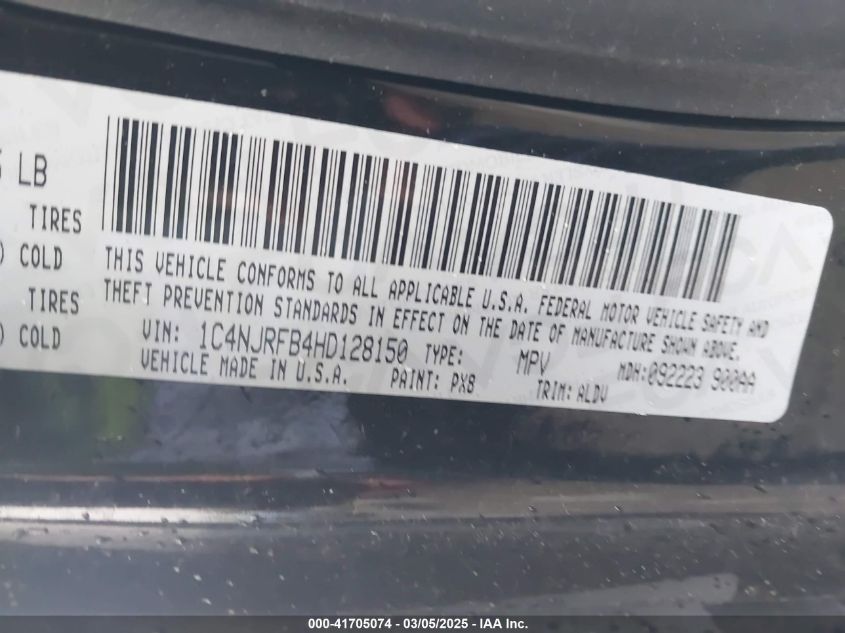 LB
TIRES
COLD
TIRES
COLD
THIS VEHICLE CONFORMS TO ALL APPLICABLE U.S.A. FEDERAL MOTOR VEHICLE SAFETY AND
THEFT PREVENTION STANDARDS IN EFFECT ON THE DATE OF MANUFACTURE SHOWN ABOVE.
VIN: 1C4NJRFB4HD128150 TYPE: MPV MDH:092223 900AA
VEHICLE MADE IN U.S.A. PAINT: PX8 TRIM: ALDV
000-41705074 - 03/05/2025 - IAA Inc.